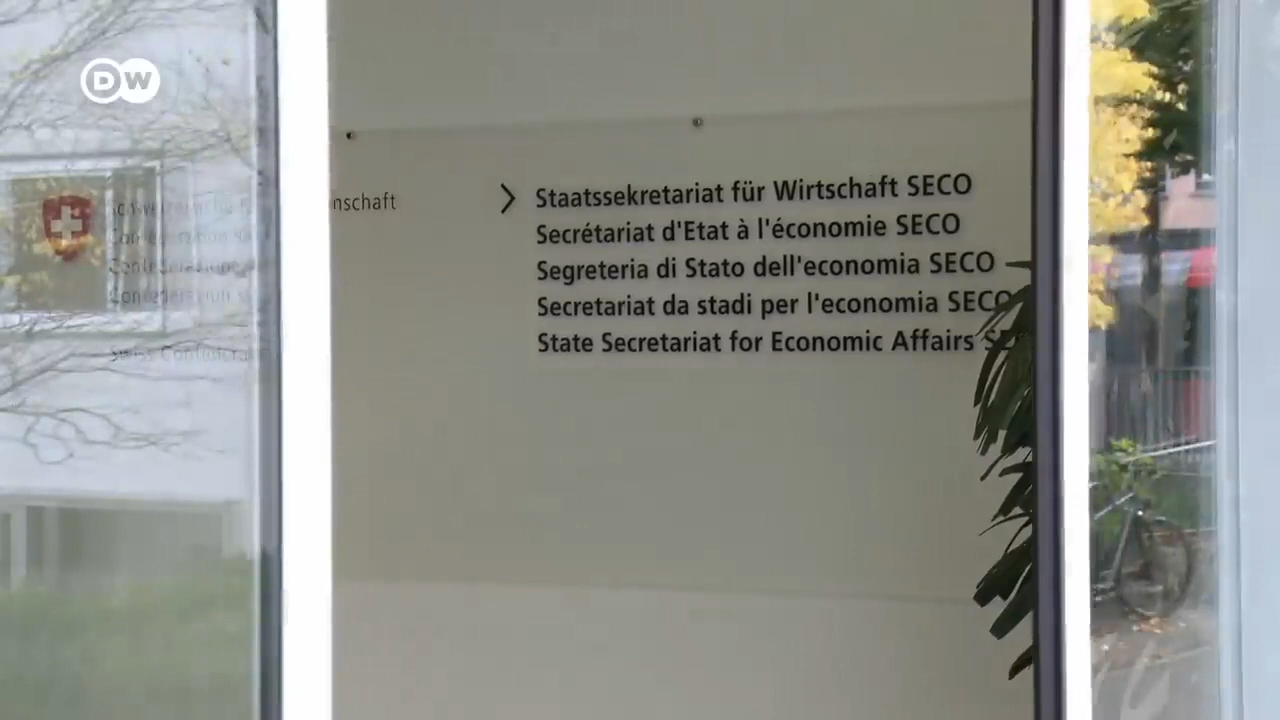 DW
nschaft
Staatssekretariat für Wirtschaft SECO
Secrétariat d'Etat à l'économie SECO
Segreteria di Stato dell'economia SECO
Secretariat da stadi per l'economia SECO
State Secretariat for Economic Affairs
Swiss